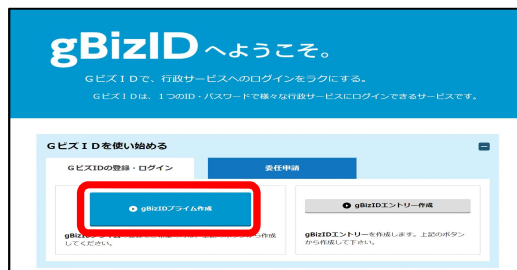 gBizID へようこそ。
GビズIDで、行政サービスへのログインをラクにする。
GビズIDは、1つのID・パスワードで様々な行政サービスにログインできるサービスです。
GビズIDを使い始める
GビズIDの登録・ログイン
委任申請
gBizIDプライム作成
gBizIDエントリー作成
作成
してください。
gBizIDエントリーを作成します。上記のボタン
から作成して下さい。